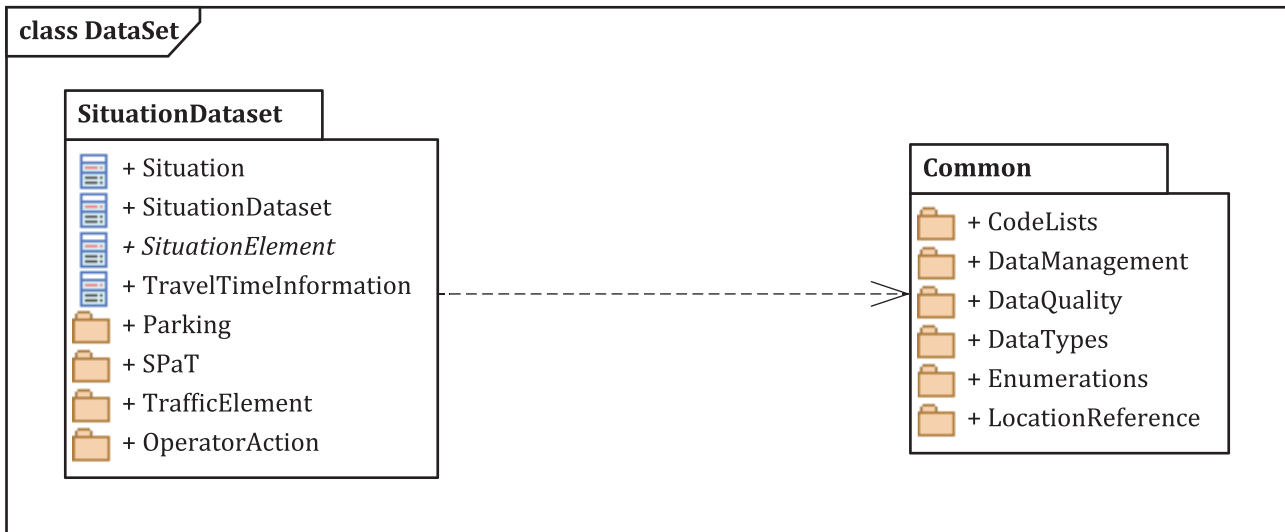 class DataSet
SituationDataset
+ Situation
+ SituationDataset
+ SituationElement
+ TravelTimeInformation
+ Parking
+ SPaT
+ TrafficElement
+ OperatorAction
Common
+ CodeLists
+ DataManagement
+ DataQuality
+ DataTypes
+ Enumerations
+ LocationReference